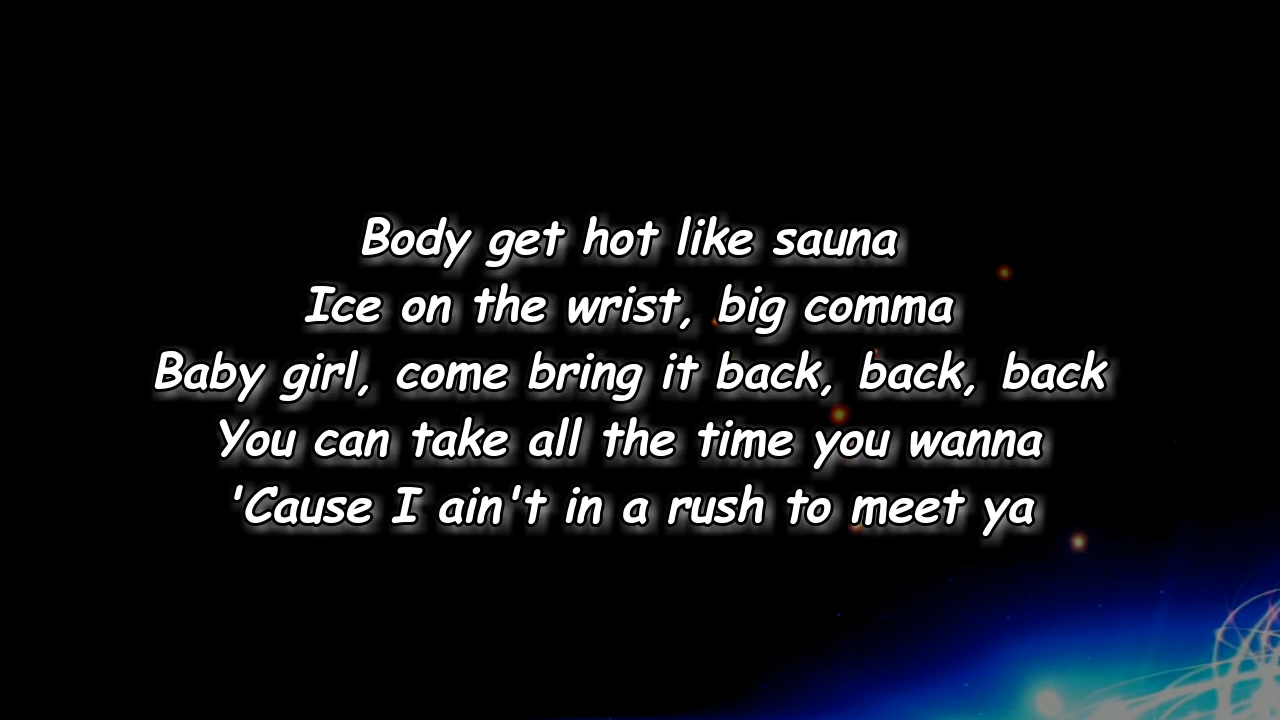 Body get hot like sauna
Ice on the wrist, big comma
Baby girl, come bring it back, back, back
You can take all the time you wanna
'Cause I ain't in a rush to meet ya